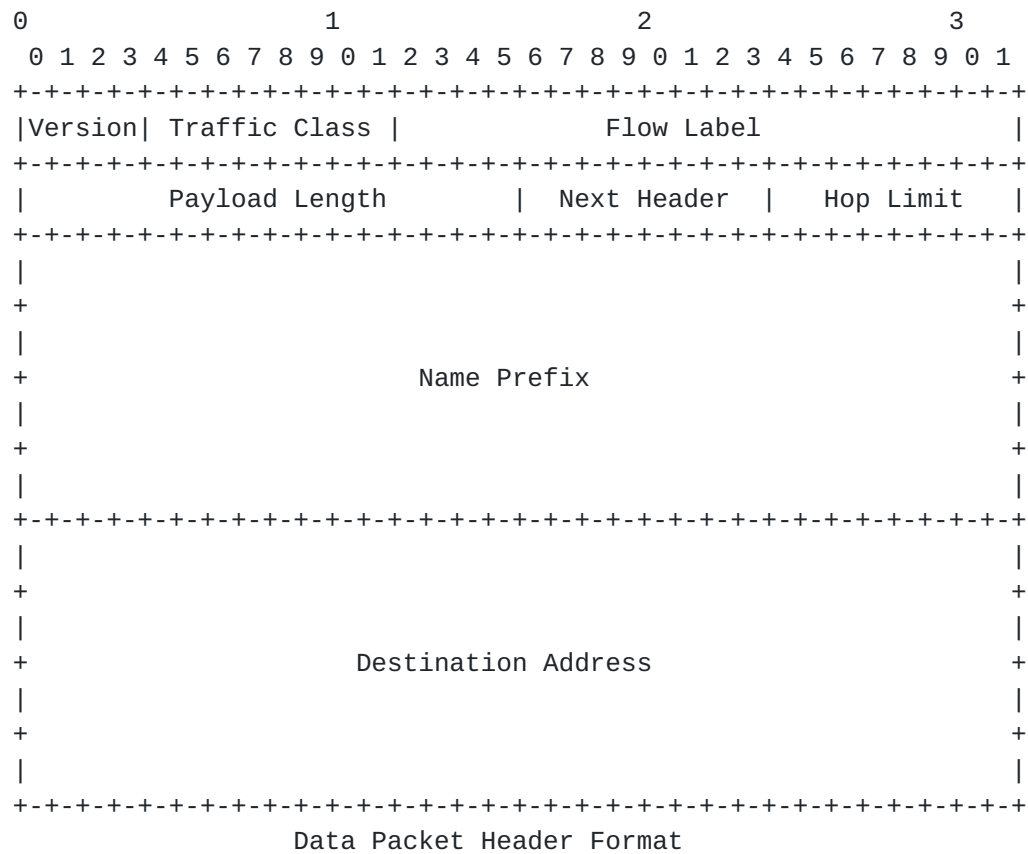 0                   1                   2                   3
 0 1 2 3 4 5 6 7 8 9 0 1 2 3 4 5 6 7 8 9 0 1 2 3 4 5 6 7 8 9 0 1
+-+-+-+-+-+-+-+-+-+-+-+-+-+-+-+-+-+-+-+-+-+-+-+-+-+-+-+-+-+-+-+-+
|Version| Traffic Class |             Flow Label                |
+-+-+-+-+-+-+-+-+-+-+-+-+-+-+-+-+-+-+-+-+-+-+-+-+-+-+-+-+-+-+-+-+
|         Payload Length        |  Next Header  |   Hop Limit   |
+-+-+-+-+-+-+-+-+-+-+-+-+-+-+-+-+-+-+-+-+-+-+-+-+-+-+-+-+-+-+-+-+
|                                                               |
+                                                               +
|                                                               |
+                         Name Prefix                           +
|                                                               |
+                                                               +
|                                                               |
+-+-+-+-+-+-+-+-+-+-+-+-+-+-+-+-+-+-+-+-+-+-+-+-+-+-+-+-+-+-+-+-+
|                                                               |
+                                                               +
|                                                               |
+                     Destination Address                       +
|                                                               |
+                                                               +
|                                                               |
+-+-+-+-+-+-+-+-+-+-+-+-+-+-+-+-+-+-+-+-+-+-+-+-+-+-+-+-+-+-+-+-+
                  Data Packet Header Format